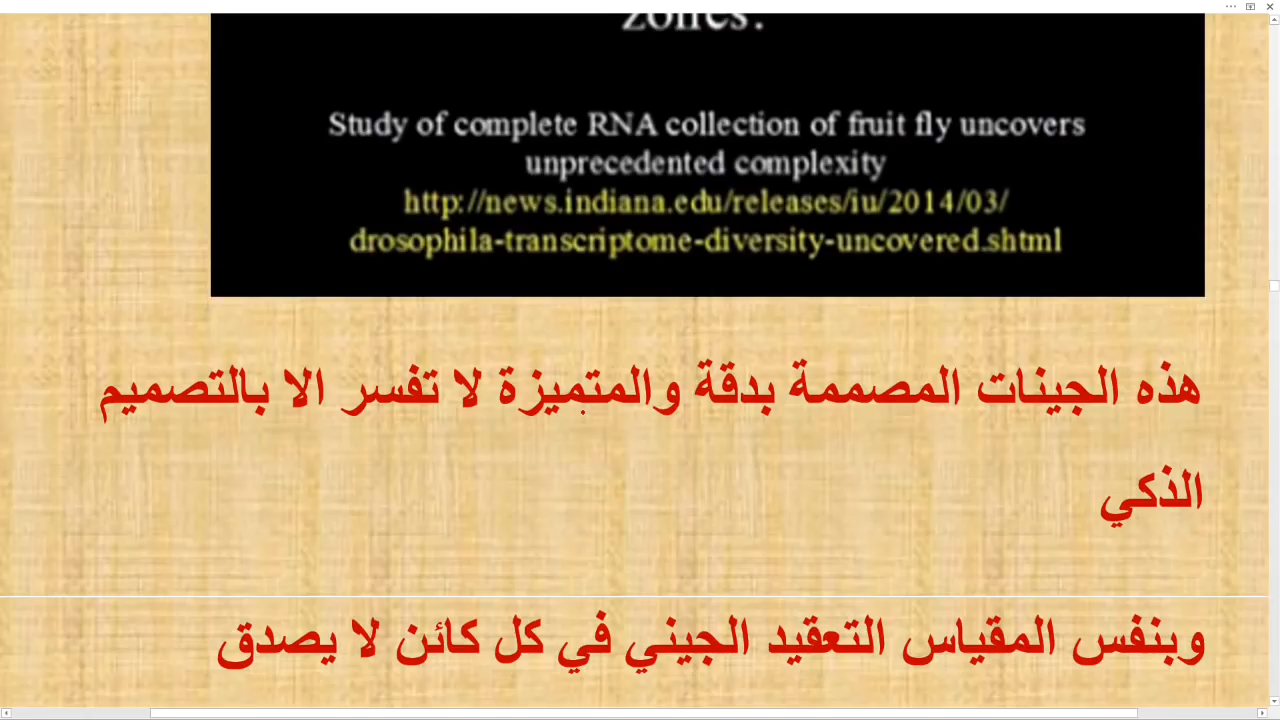 zones.
Study of complete RNA collection of fruit fly uncovers
unprecedented complexity
http://news.indiana.edu/releases/iu/2014/03/
drosophila-transcriptome-diversity-uncovered.shtml
هذه الجينات المصممة بدقة والمتميزة لا تفسر الا بالتصميم
الذكي
وبنفس المقياس التعقيد الجيني في كل كائن لا يصدق